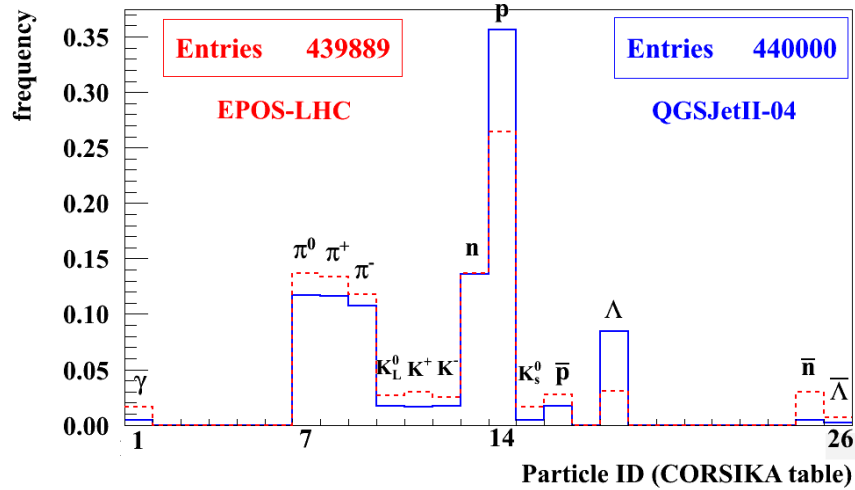 frequency
Entries 439889
EPOS-LHC
Entries 440000
QGSJetII-04
0.35
0.30
0.25
0.20
0.15
0.10
0.05
0.00
γ
π⁰ π⁺ π⁻
K⁰L K⁺ K⁻
n
p
K⁰s p̅
Λ
n̅ Λ̅
1 7 14 26
Particle ID (CORSIKA table)